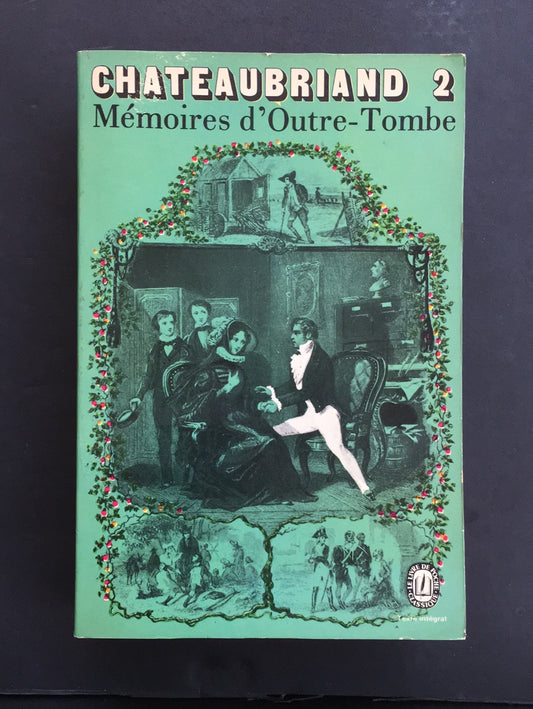 CHATEAUBRIAND 2
Mémoires d'Outre-Tombe
LE LIVRE DE POCHE
CLASSIQUE
Texte intégral